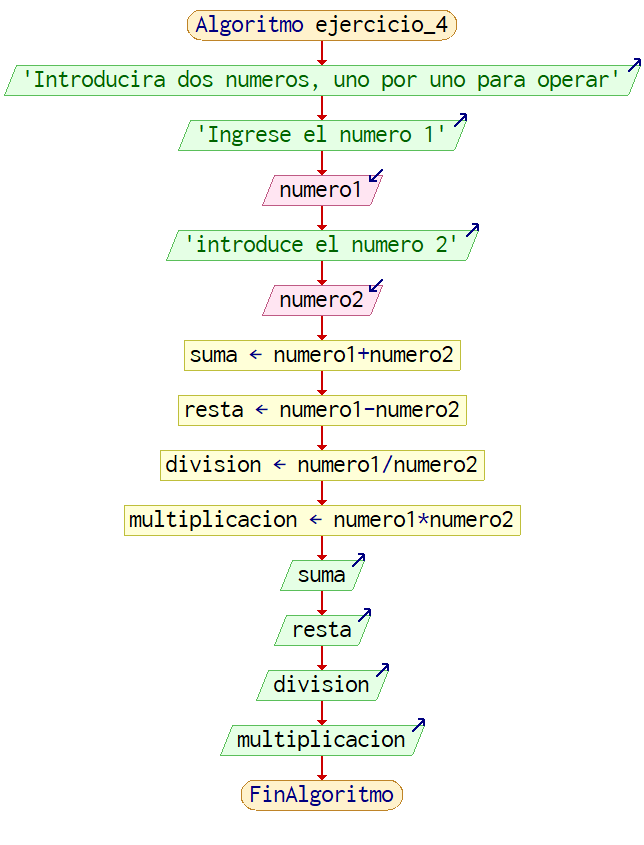 Algoritmo ejercicio_4
'Introducira dos numeros, uno por uno para operar'
'Ingrese el numero 1'
numero1
'introduce el numero 2'
numero2
suma ← numero1+numero2
resta ← numero1-numero2
division ← numero1/numero2
multiplicacion ← numero1*numero2
suma
resta
division
multiplicacion
FinAlgoritmo